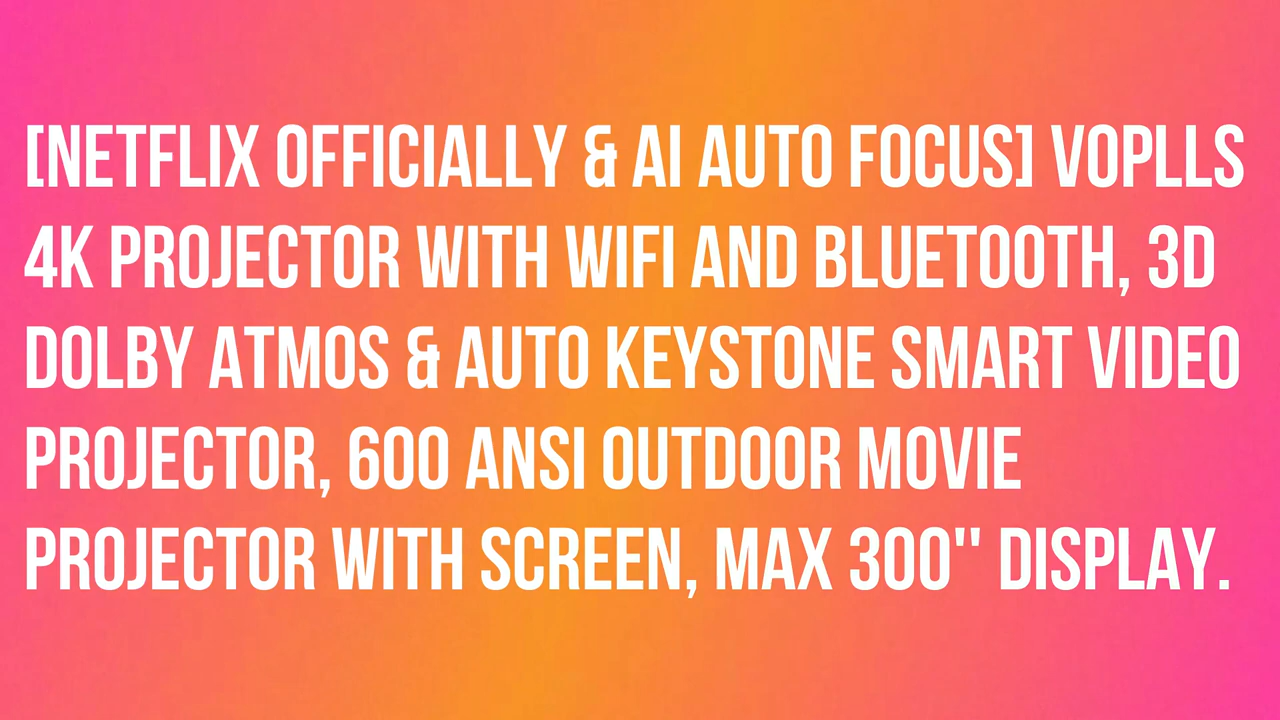 [NETFLIX OFFICIALLY & AI AUTO FOCUS] VOPLLS
4K PROJECTOR WITH WIFI AND BLUETOOTH, 3D
DOLBY ATMOS & AUTO KEYSTONE SMART VIDEO
PROJECTOR, 600 ANSI OUTDOOR MOVIE
PROJECTOR WITH SCREEN, MAX 300" DISPLAY.